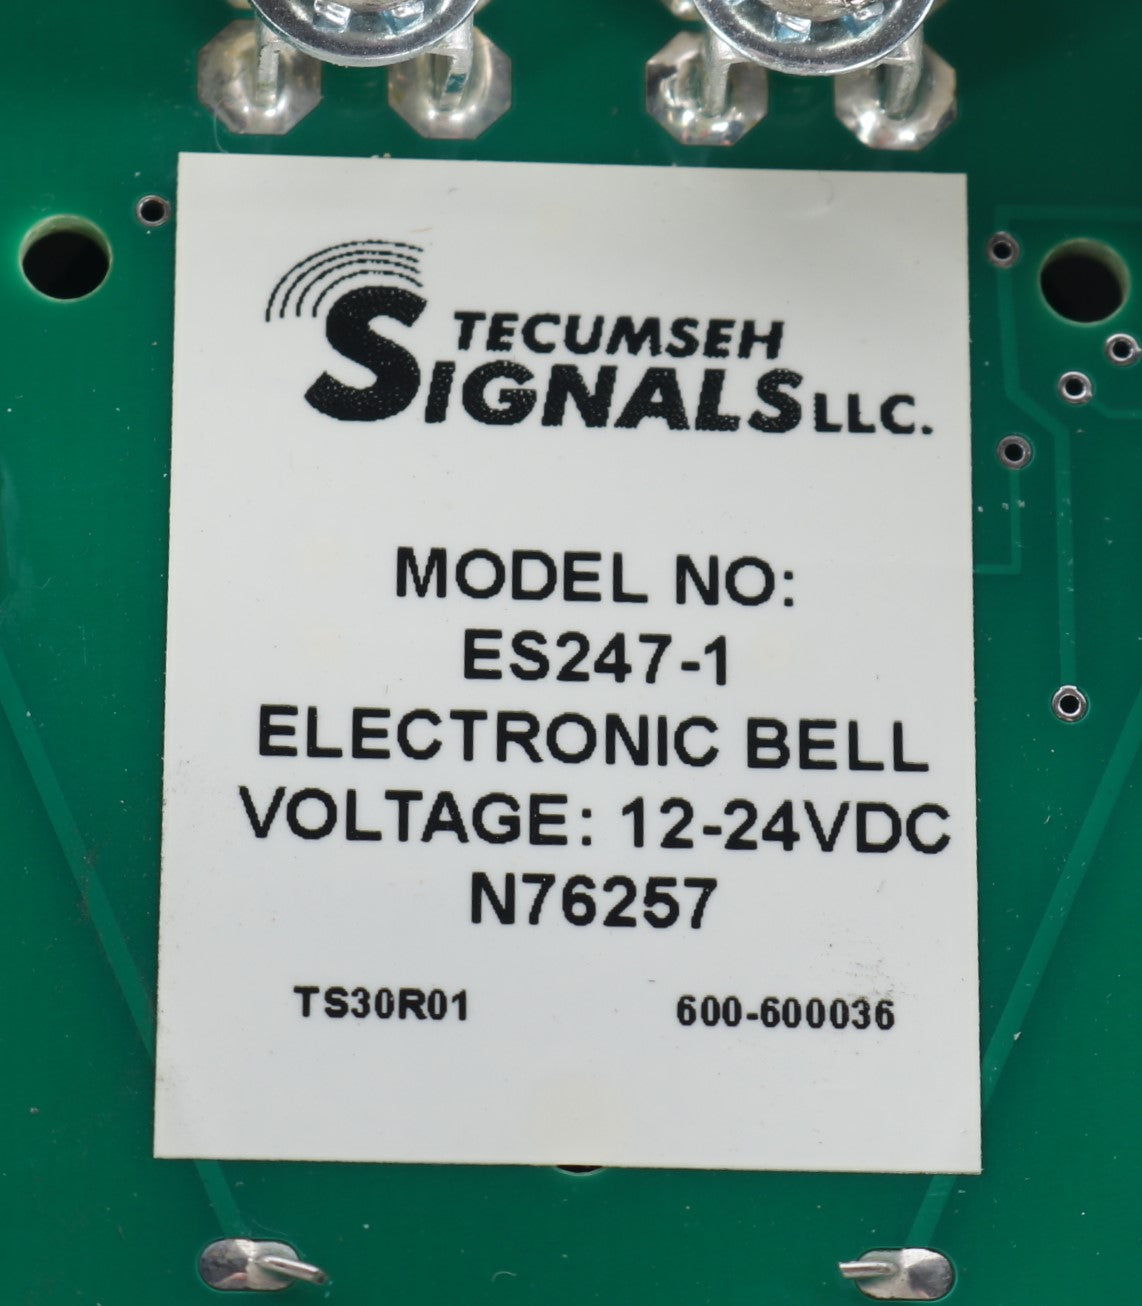 TECUMSEH
SIGNALS LLC.
MODEL NO:
ES247-1
ELECTRONIC BELL
VOLTAGE: 12-24VDC
N76257
TS30R01 600-600036